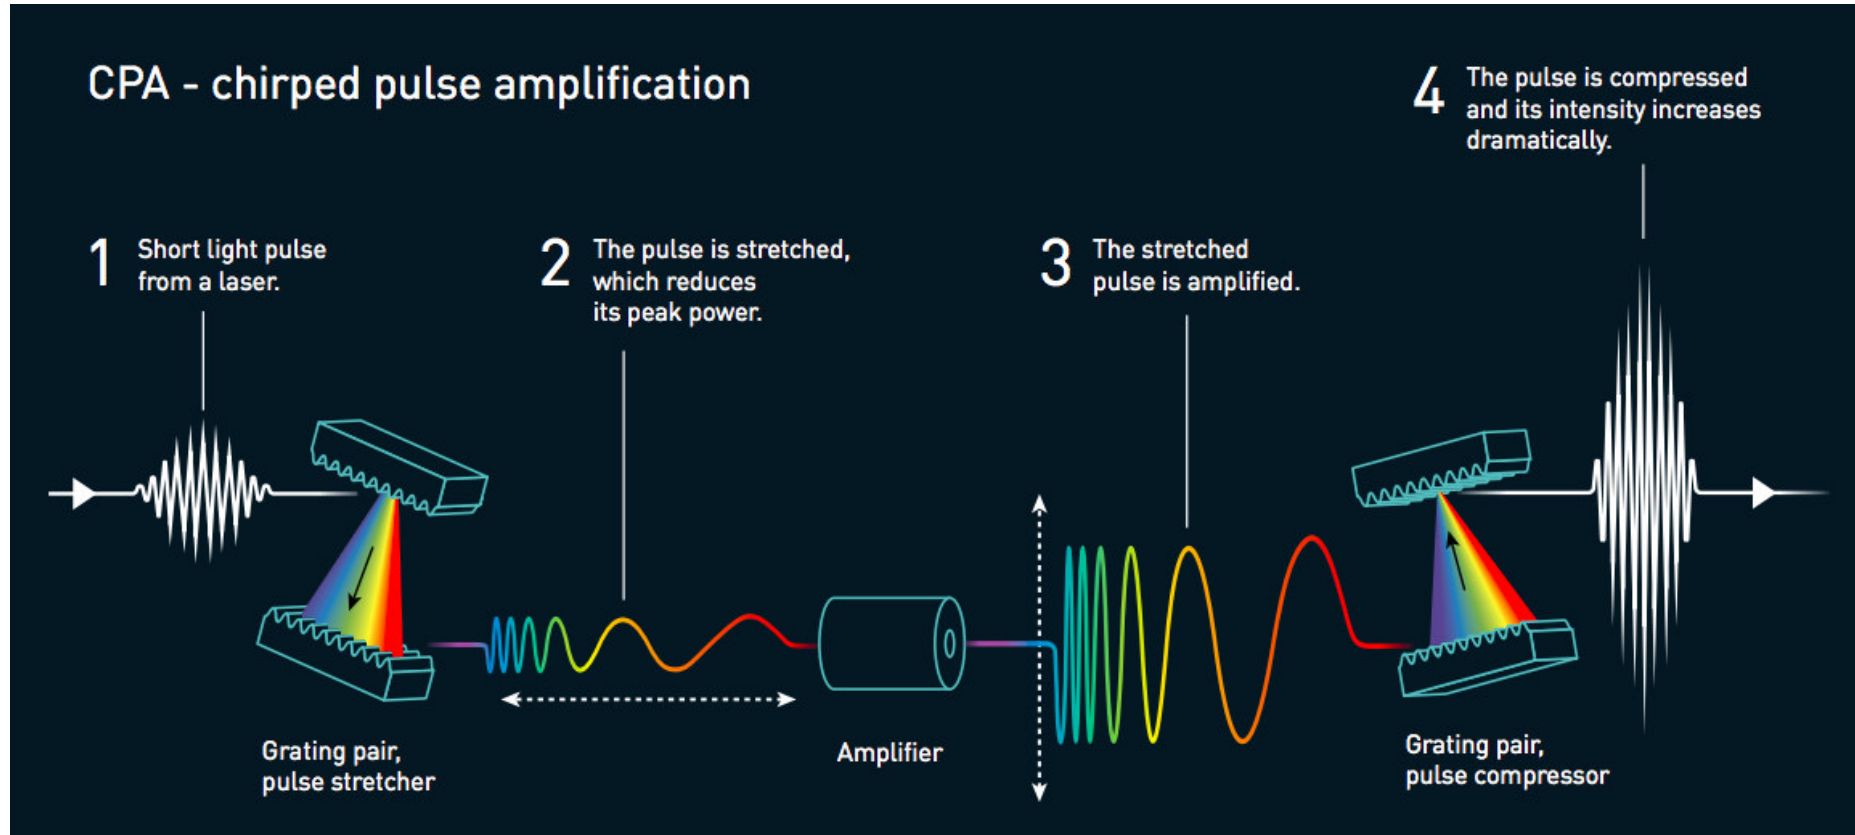 CPA - chirped pulse amplification
1
Short light pulse
from a laser.
2
The pulse is stretched,
which reduces
its peak power.
3
The stretched
pulse is amplified.
4
The pulse is compressed
and its intensity increases
dramatically.
Grating pair,
pulse stretcher
Amplifier
Grating pair,
pulse compressor